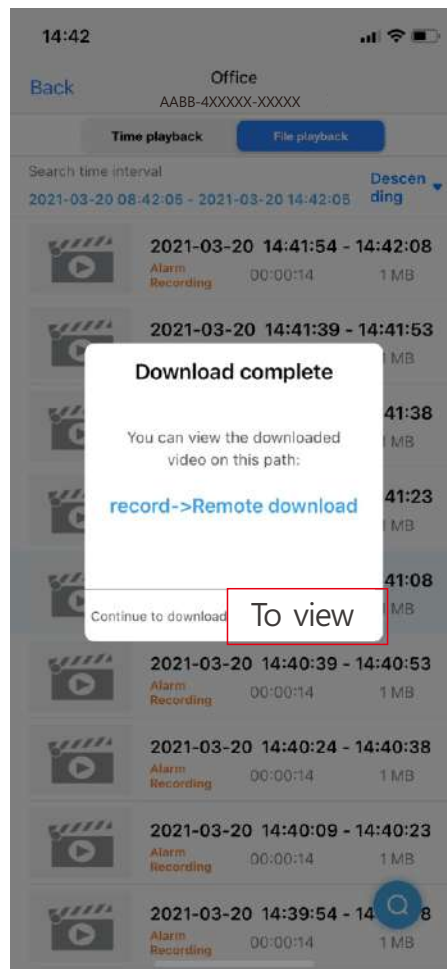 14:42
Back
Office
AABB-4XXXXX-XXXXX
Time playback
File playback
Search time interval
2021-03-20 08:42:05 - 2021-03-20 14:42:05
Descen
ding
2021-03-20 14:41:54 - 14:42:08
Alarm
Recording
00:00:14
1 MB
2021-03-20 14:41:39 - 14:41:53
MB
Download complete
41:38
You can view the downloaded
MB
video on this path:
41:23
record->Remote download
MB
41:08
Continue to download
To view
MB
2021-03-20 14:40:39 - 14:40:53
Alarm
Recording
00:00:14
1 MB
2021-03-20 14:40:24 - 14:40:38
Alarm
Recording
00:00:14
1 MB
2021-03-20 14:40:09 - 14:40:23
Alarm
Recording
00:00:14
1 MB
2021-03-20 14:39:54 - 14
8
Alarm
Recording
00:00:14
1 MB